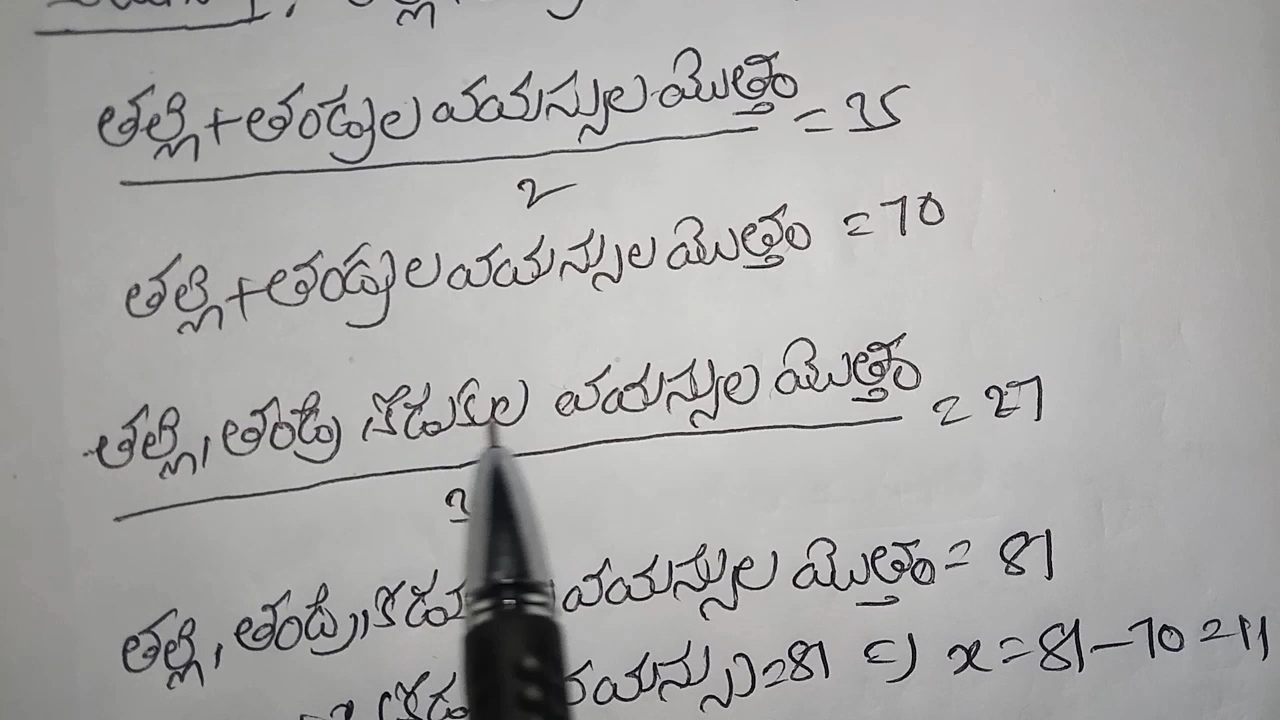 తల్లి + తండ్రుల వయస్సుల మొత్తం = 35
2
తల్లి + తండ్రుల వయస్సుల మొత్తం = 70
తల్లి, తండ్రి కొడుకుల వయస్సుల మొత్తం = 27
3
తల్లి, తండ్రి, కొడు వయస్సుల మొత్తం = 81
వయస్సు) = 81 => x = 81 - 70 = 11